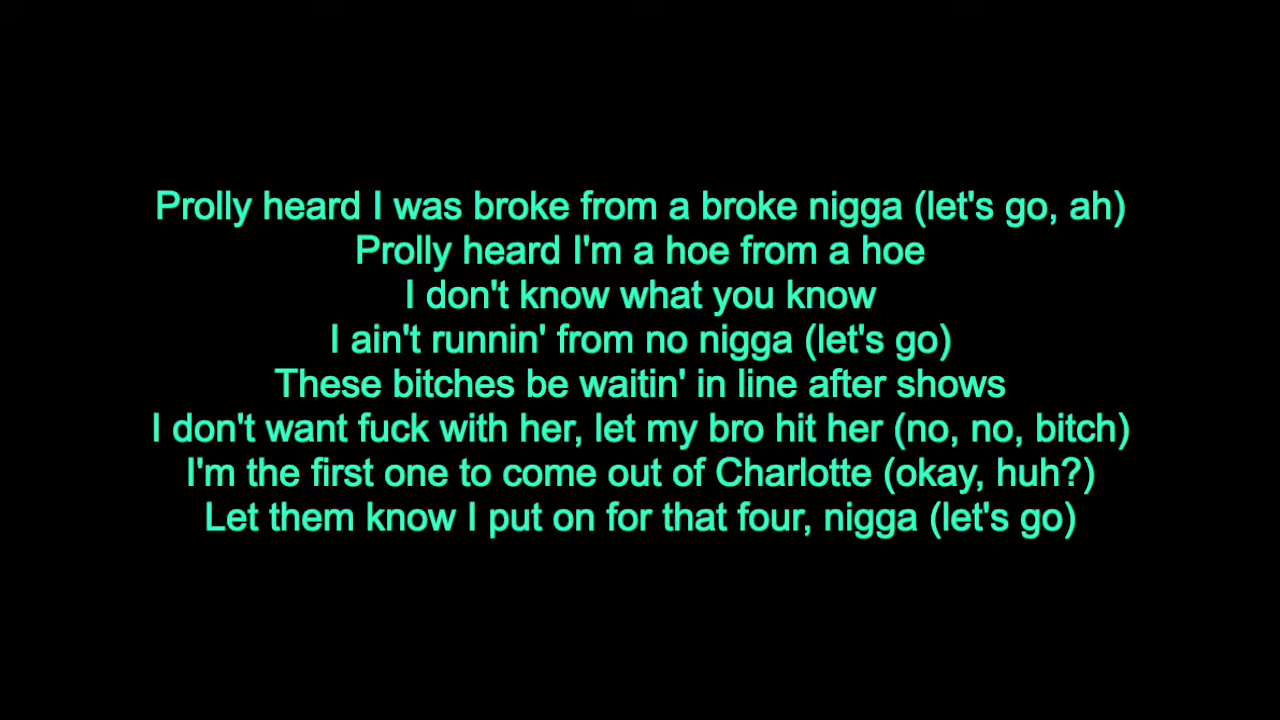 Prolly heard I was broke from a broke nigga (let's go, ah)
Prolly heard I'm a hoe from a hoe
I don't know what you know
I ain't runnin' from no nigga (let's go)
These bitches be waitin' in line after shows
I don't want fuck with her, let my bro hit her (no, no, bitch)
I'm the first one to come out of Charlotte (okay, huh?)
Let them know I put on for that four, nigga (let's go)